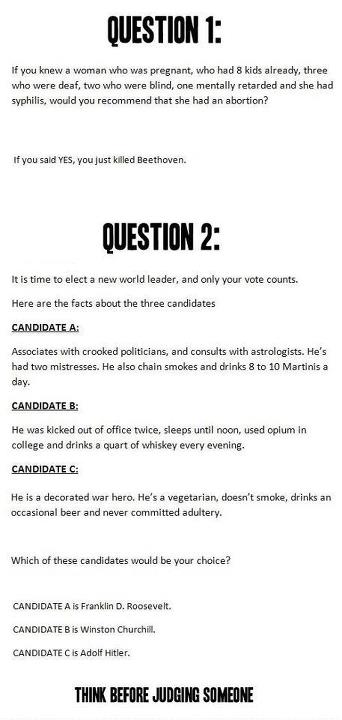 QUESTION 1:
If you knew a woman who was pregnant, who had 8 kids already, three
who were deaf, two who were blind, one mentally retarded and she had
syphilis, would you recommend that she had an abortion?
If you said YES, you just killed Beethoven.
QUESTION 2:
It is time to elect a new world leader, and only your vote counts.
Here are the facts about the three candidates
CANDIDATE A:
Associates with crooked politicians, and consults with astrologists. He's
had two mistresses. He also chain smokes and drinks 8 to 10 Martinis a
day.
CANDIDATE B:
He was kicked out of office twice, sleeps until noon, used opium in
college and drinks a quart of whiskey every evening.
CANDIDATE C:
He is a decorated war hero. He's a vegetarian, doesn't smoke, drinks an
occasional beer and never committed adultery.
Which of these candidates would be your choice?
CANDIDATE A is Franklin D. Roosevelt.
CANDIDATE B is Winston Churchill.
CANDIDATE C is Adolf Hitler.
THINK BEFORE JUDGING SOMEONE